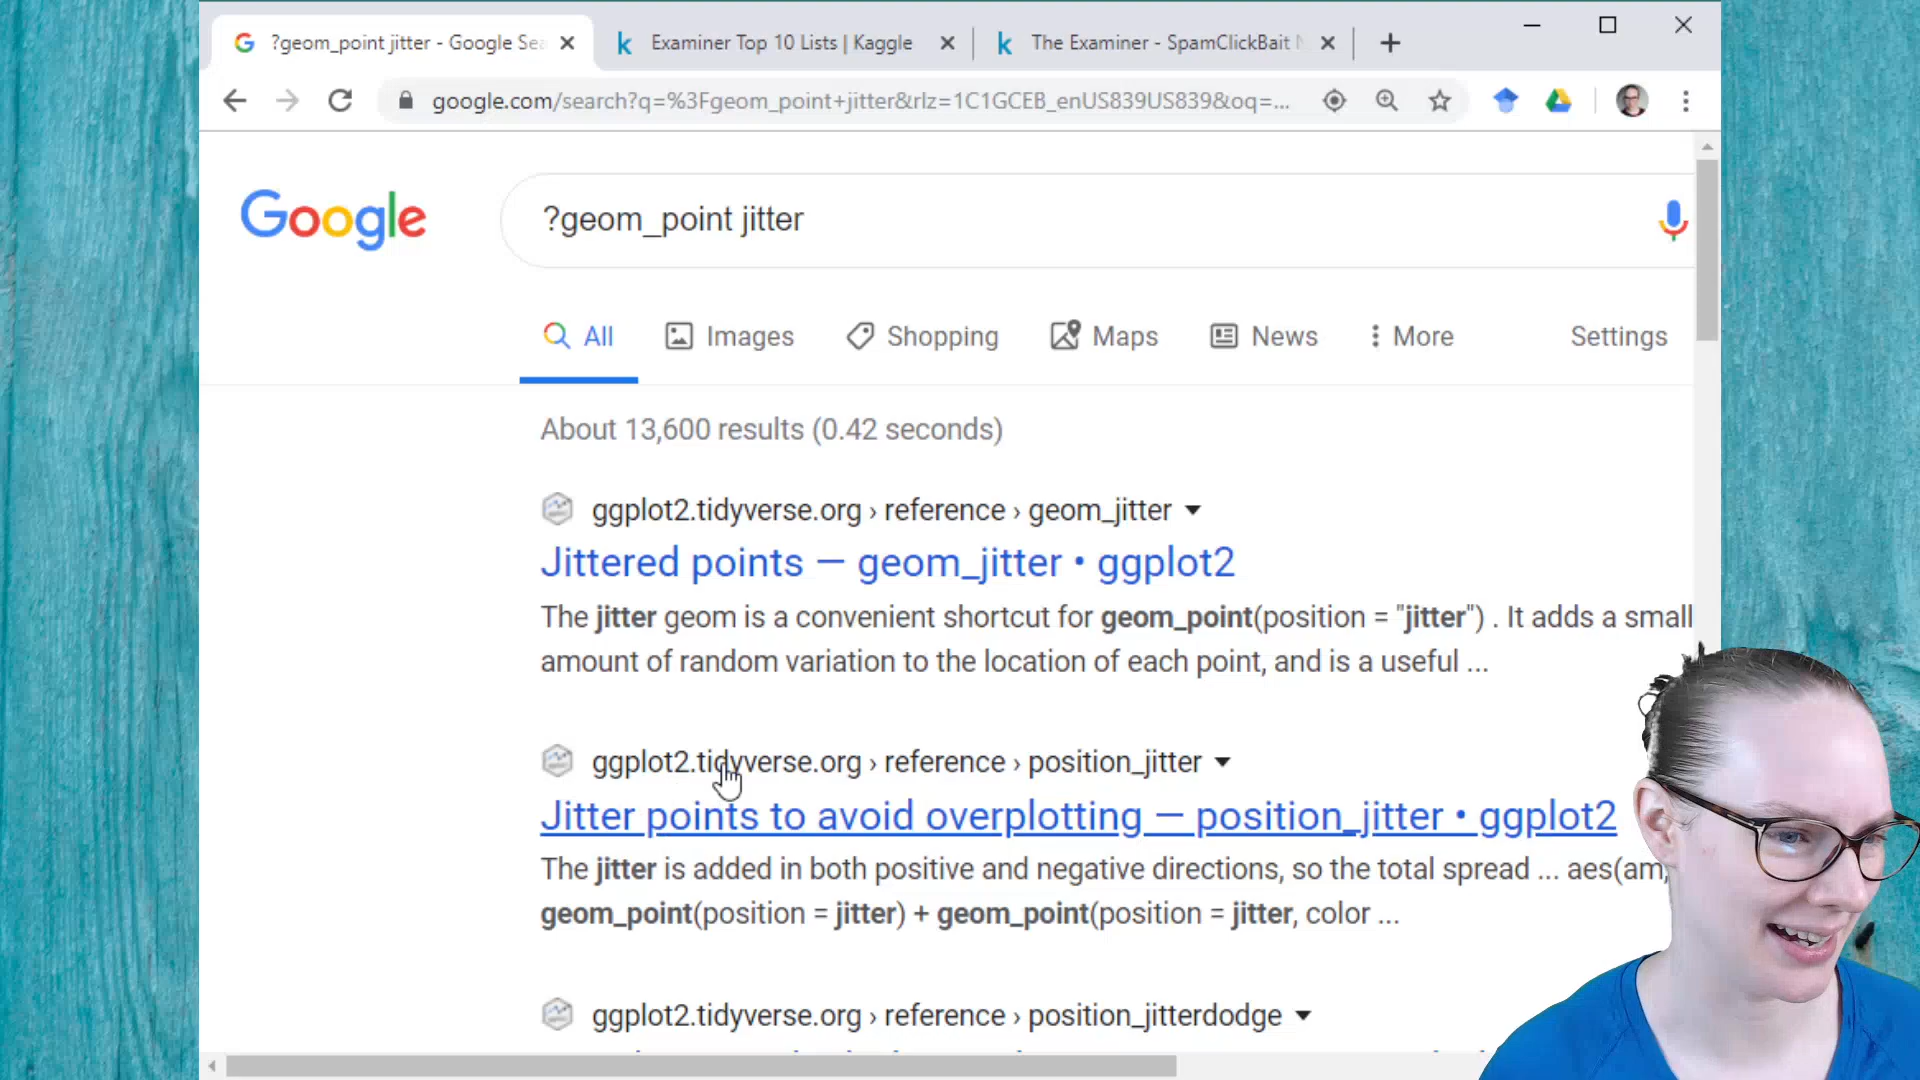 ?geom_point jitter - Google Sea
Examiner Top 10 Lists | Kaggle
The Examiner - SpamClickBait
google.com/search?q=%3Fgeom_point+jitter&rlz=1C1GCEB_enUS839US839&oq=...
Google
?geom_point jitter
All
Images
Shopping
Maps
News
More
Settings
About 13,600 results (0.42 seconds)
ggplot2.tidyverse.org › reference › geom_jitter
Jittered points — geom_jitter • ggplot2
The jitter geom is a convenient shortcut for geom_point(position = "jitter") . It adds a small
amount of random variation to the location of each point, and is a useful ...
ggplot2.tidyverse.org › reference › position_jitter
Jitter points to avoid overplotting — position_jitter • ggplot2
The jitter is added in both positive and negative directions, so the total spread ... aes(am,
geom_point(position = jitter) + geom_point(position = jitter, color ...
ggplot2.tidyverse.org › reference › position_jitterdodge